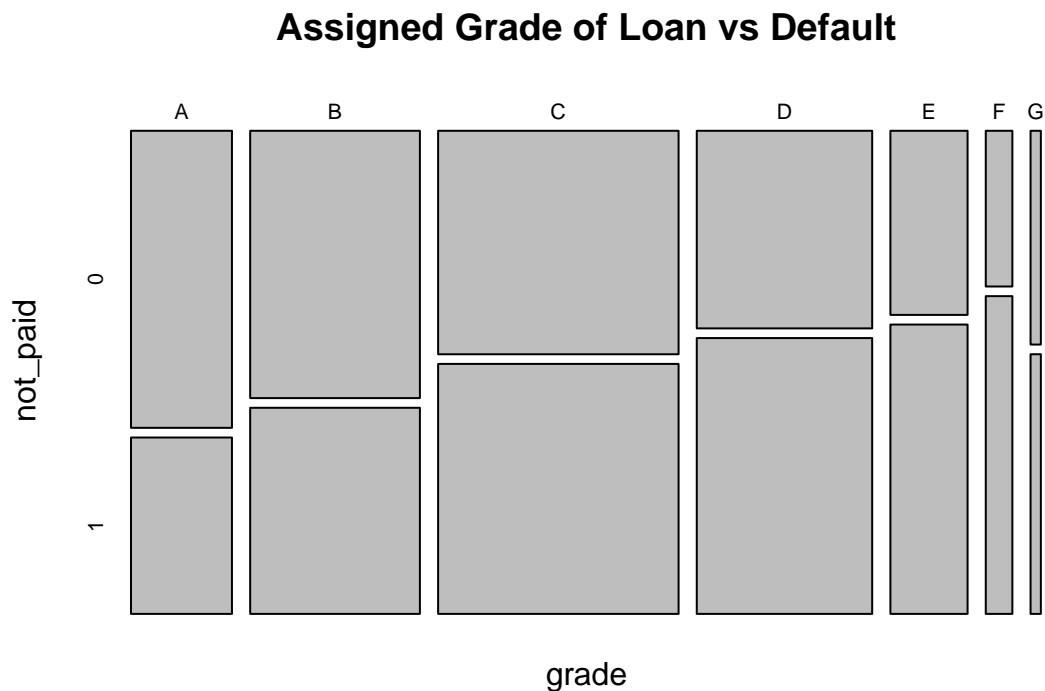 Assigned Grade of Loan vs Default
A B C D E F G
0
not_paid
1
grade